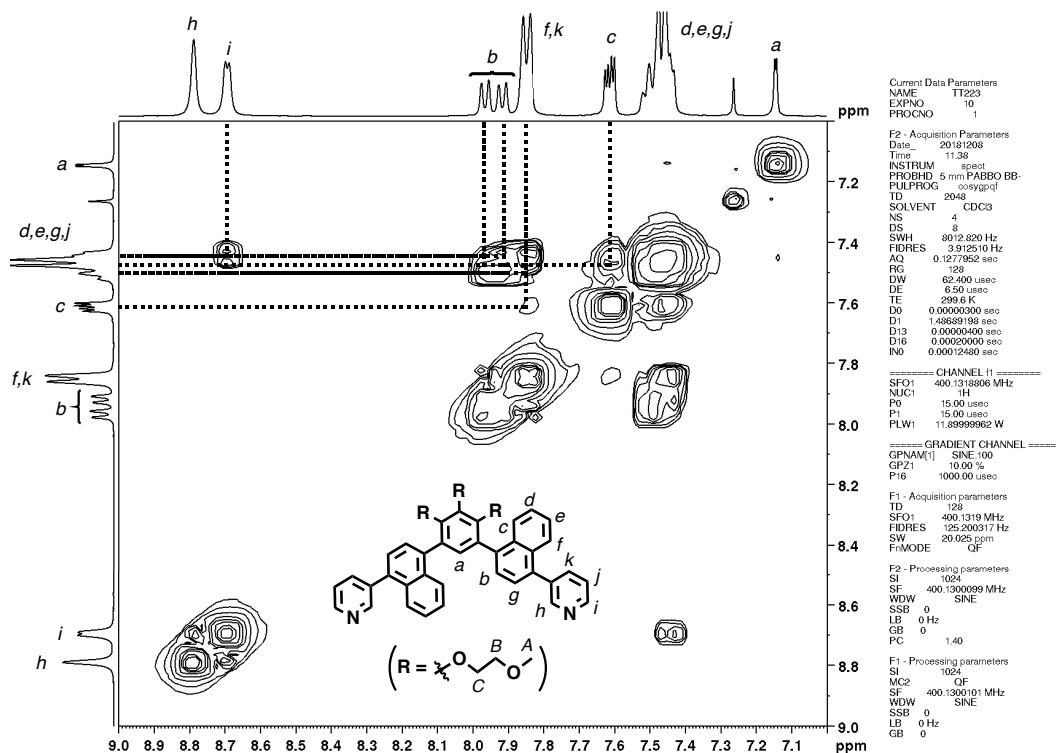 h
i
b
f,k
c
d,e,g,j
a
ppm
a
d,e,g,j
c
f,k
b
i
h
7.2
7.4
7.6
7.8
8.0
8.2
8.4
8.6
8.8
9.0
9.0 8.9 8.8 8.7 8.6 8.5 8.4 8.3 8.2 8.1 8.0 7.9 7.8 7.7 7.6 7.5 7.4 7.3 7.2 7.1 ppm
R
R R
d
e
c
f
a
b
k
j
g
h
i
N
N
(R = O B A
C O )
Current Data Parameters
NAME TT223
EXPNO 10
PROCNO 1
F2 - Acquisition Parameters
Date_ 20181208
Time 11.38
INSTRUM spect
PROBHD 5 mm PABBO BB-
PULPROG cosygpqf
TD 2048
SOLVENT CDCl3
NS 4
DS 8
SWH 8012.820 Hz
FIDRES 3.912510 Hz
AQ 0.1277952 sec
RG 128
DW 62.400 usec
DE 6.50 usec
TE 299.6 K
D0 0.00000300 sec
D1 1.48689198 sec
D13 0.00000400 sec
D16 0.00020000 sec
IN0 0.00012480 sec
======== CHANNEL f1 ========
SFO1 400.1318806 MHz
NUC1 1H
P0 15.00 usec
P1 15.00 usec
PLW1 11.89999962 W
====== GRADIENT CHANNEL =====
GPNAM[1] SINE.100
GPZ1 10.00 %
P16 1000.00 usec
F1 - Acquisition parameters
TD 128
SFO1 400.1319 MHz
FIDRES 125.200317 Hz
SW 20.025 ppm
FnMODE QF
F2 - Processing parameters
SI 1024
SF 400.1300099 MHz
WDW SINE
SSB 0
LB 0 Hz
GB 0
PC 1.40
F1 - Processing parameters
SI 1024
MC2 QF
SF 400.1300101 MHz
WDW SINE
SSB 0
LB 0 Hz
GB 0